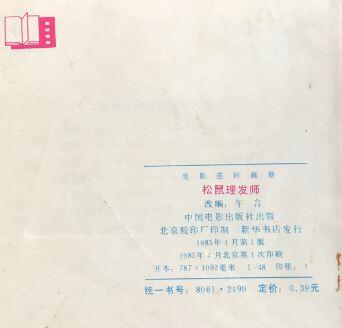 电影连环画册
松鼠理发师
改编：午言
中国电影出版社出版
北京胶印厂印制 新华书店发行
1985年4月第1版
1985年4月北京第1次印刷
开本：787×1092毫米 1/48 印张：1
统一书号：8061·2499 定价：0.39元